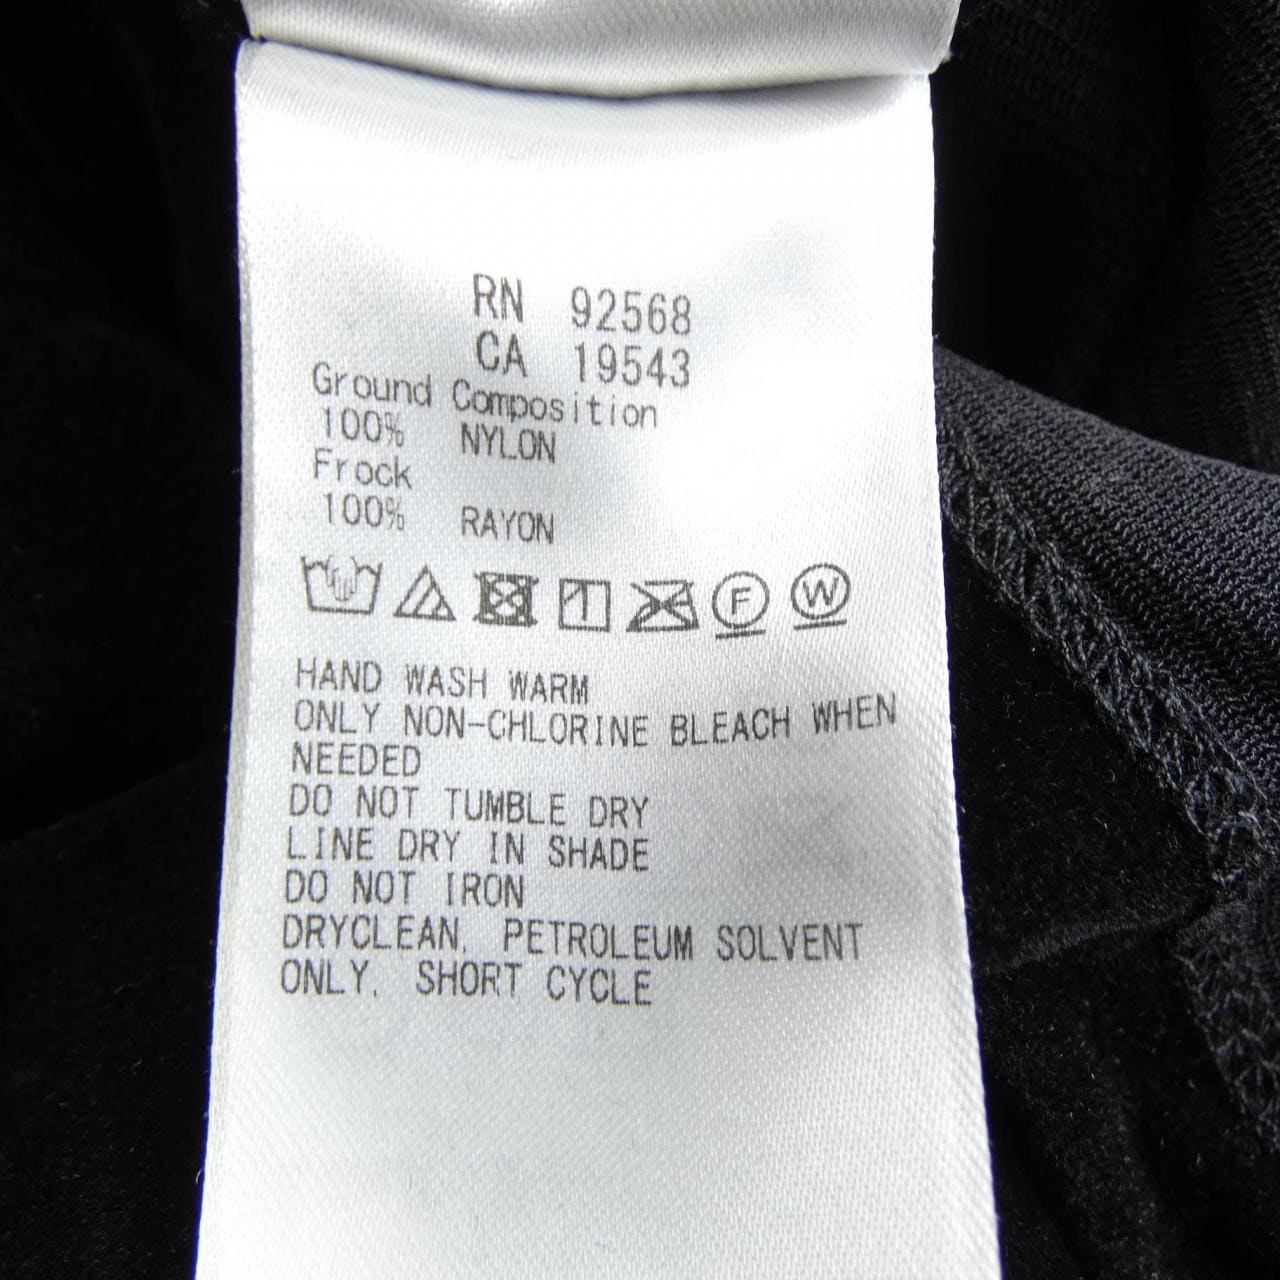 RN 92568
CA 19543
Ground Composition
100% NYLON
Frock
100% RAYON
F W
HAND WASH WARM
ONLY NON-CHLORINE BLEACH WHEN
NEEDED
DO NOT TUMBLE DRY
LINE DRY IN SHADE
DO NOT IRON
DRYCLEAN, PETROLEUM SOLVENT
ONLY, SHORT CYCLE